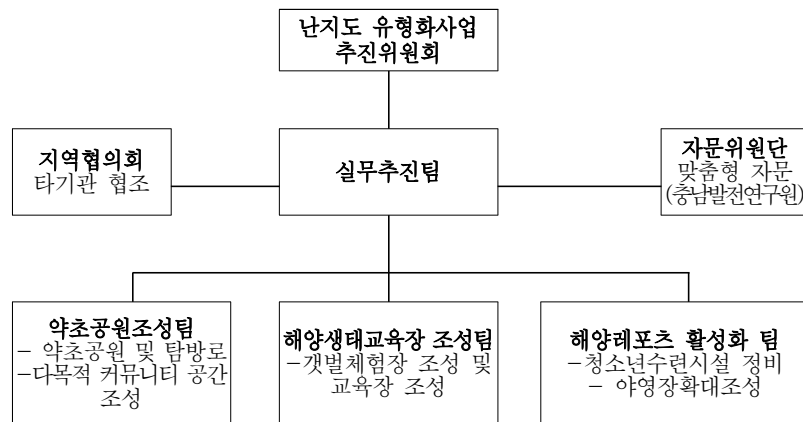 난지도 유형화사업
추진위원회
지역협의회
타기관 협조
실무추진팀
자문위원단
맞춤형 자문
(충남발전연구원)
약초공원조성팀
- 약초공원 및 탐방로
-다목적 커뮤니티 공간
조성
해양생태교육장 조성팀
-갯벌체험장 조성 및
교육장 조성
해양레포츠 활성화 팀
-청소년수련시설 정비
- 야영장확대조성